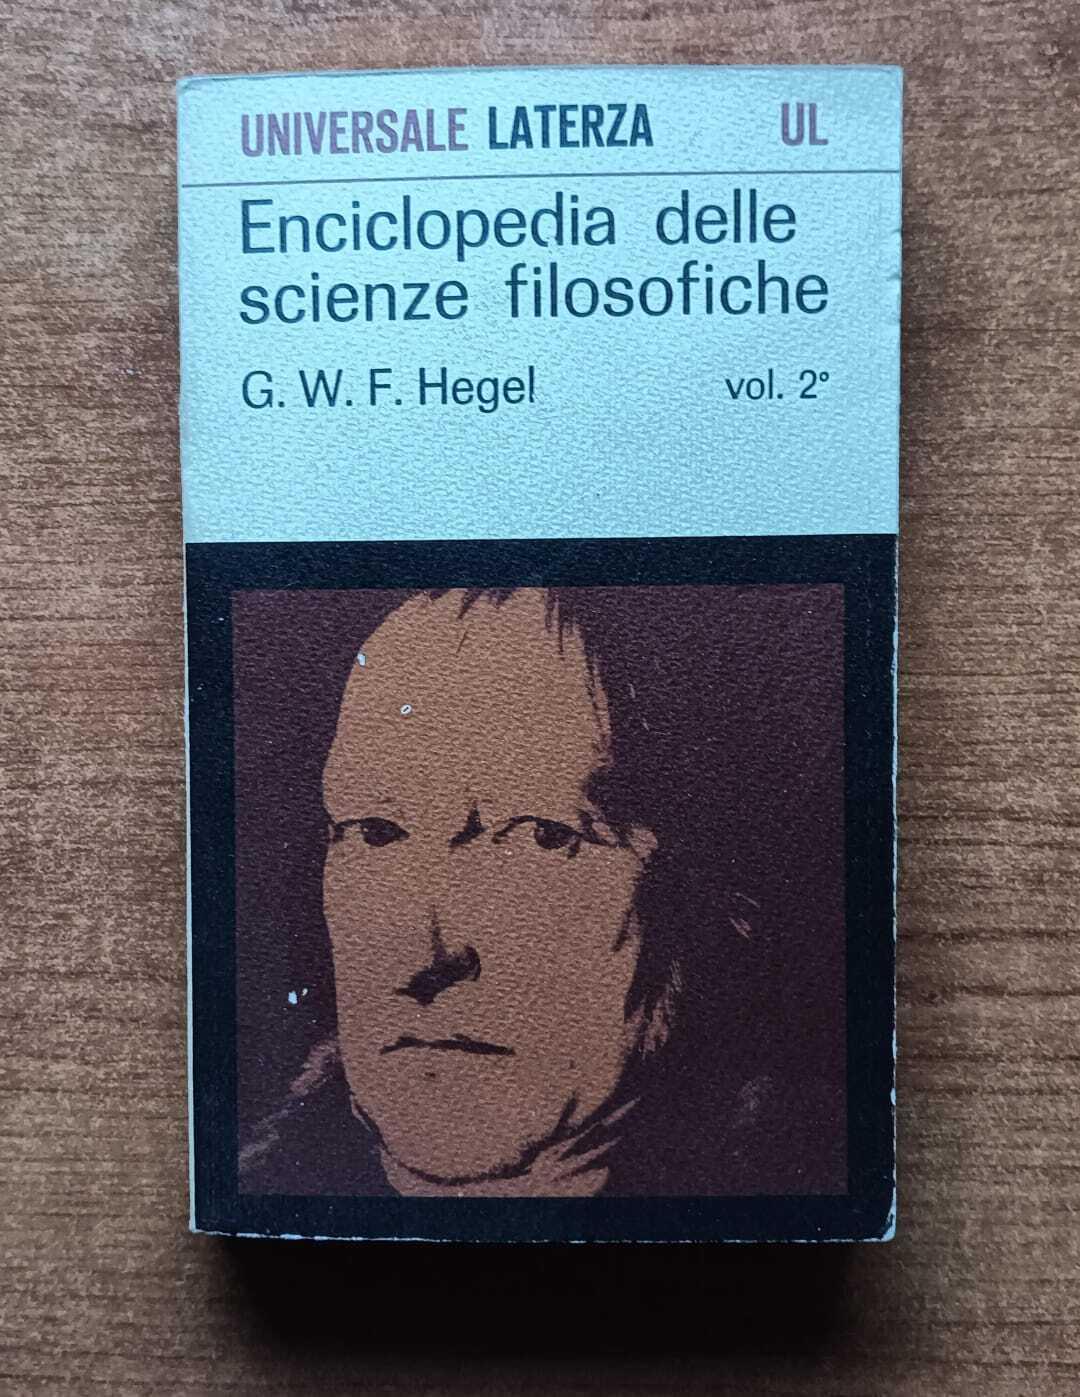 UNIVERSALE LATERZA UL
Enciclopedia delle
scienze filosofiche
G. W. F. Hegel vol. 2°